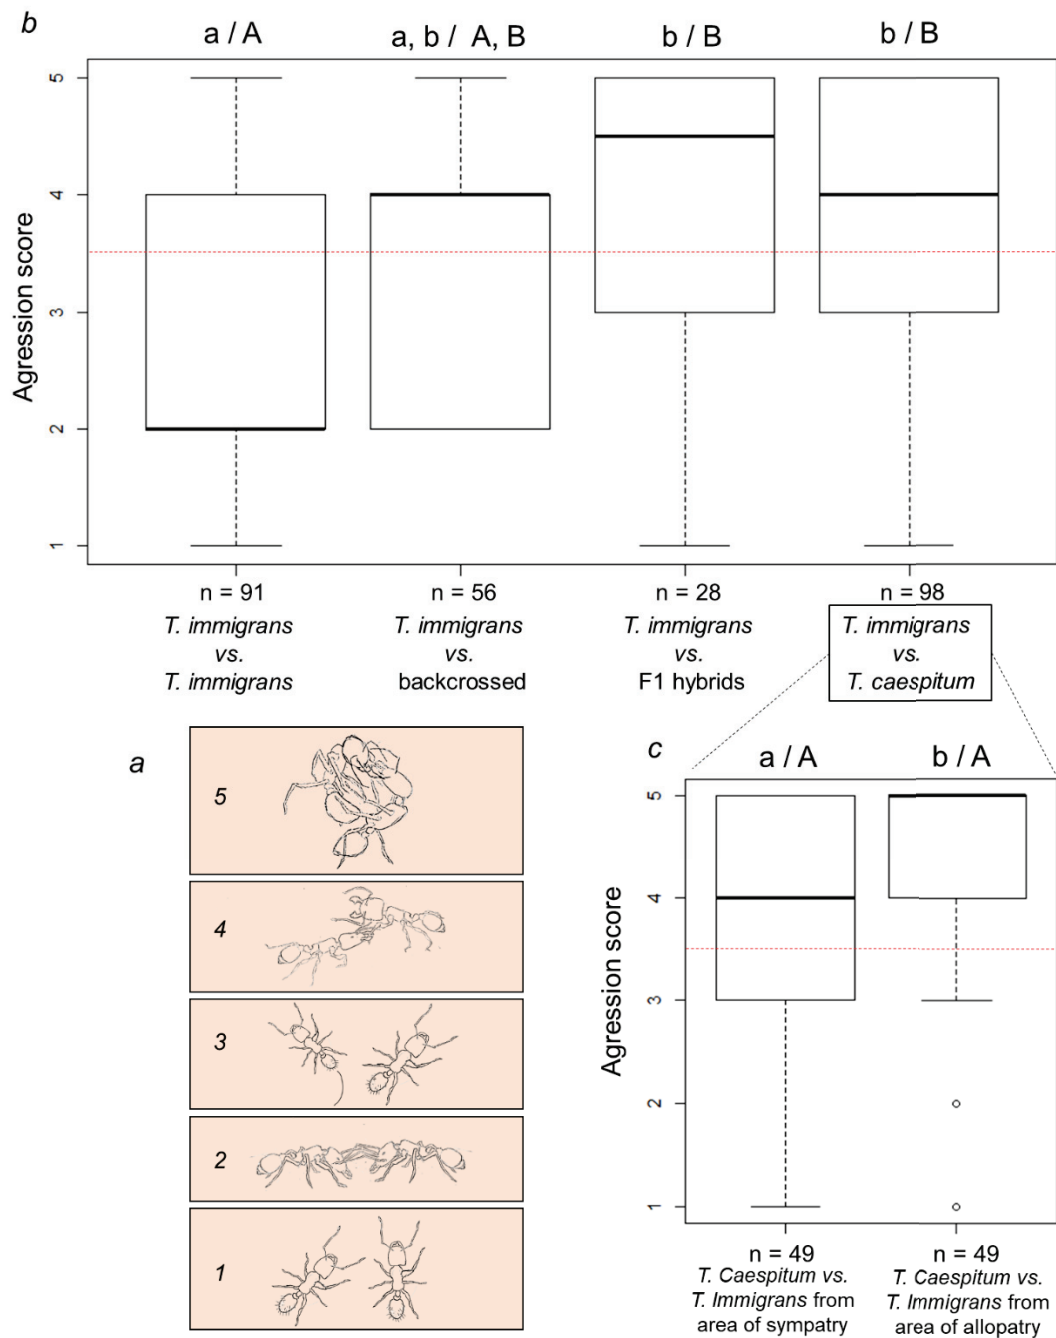 b
a / A
a, b / A, B
b / B
b / B
Agression score
5
4
3
2
1
n = 91
T. immigrans
vs.
T. immigrans
n = 56
T. immigrans
vs.
backcrossed
n = 28
T. immigrans
vs.
F1 hybrids
n = 98
T. immigrans
vs.
T. caespitum
a
5
4
3
2
1
c
a / A
b / A
Agression score
5
4
3
2
1
n = 49
T. Caespitum vs.
T. Immigrans from
area of sympatry
n = 49
T. Caespitum vs.
T. Immigrans from
area of allopatry